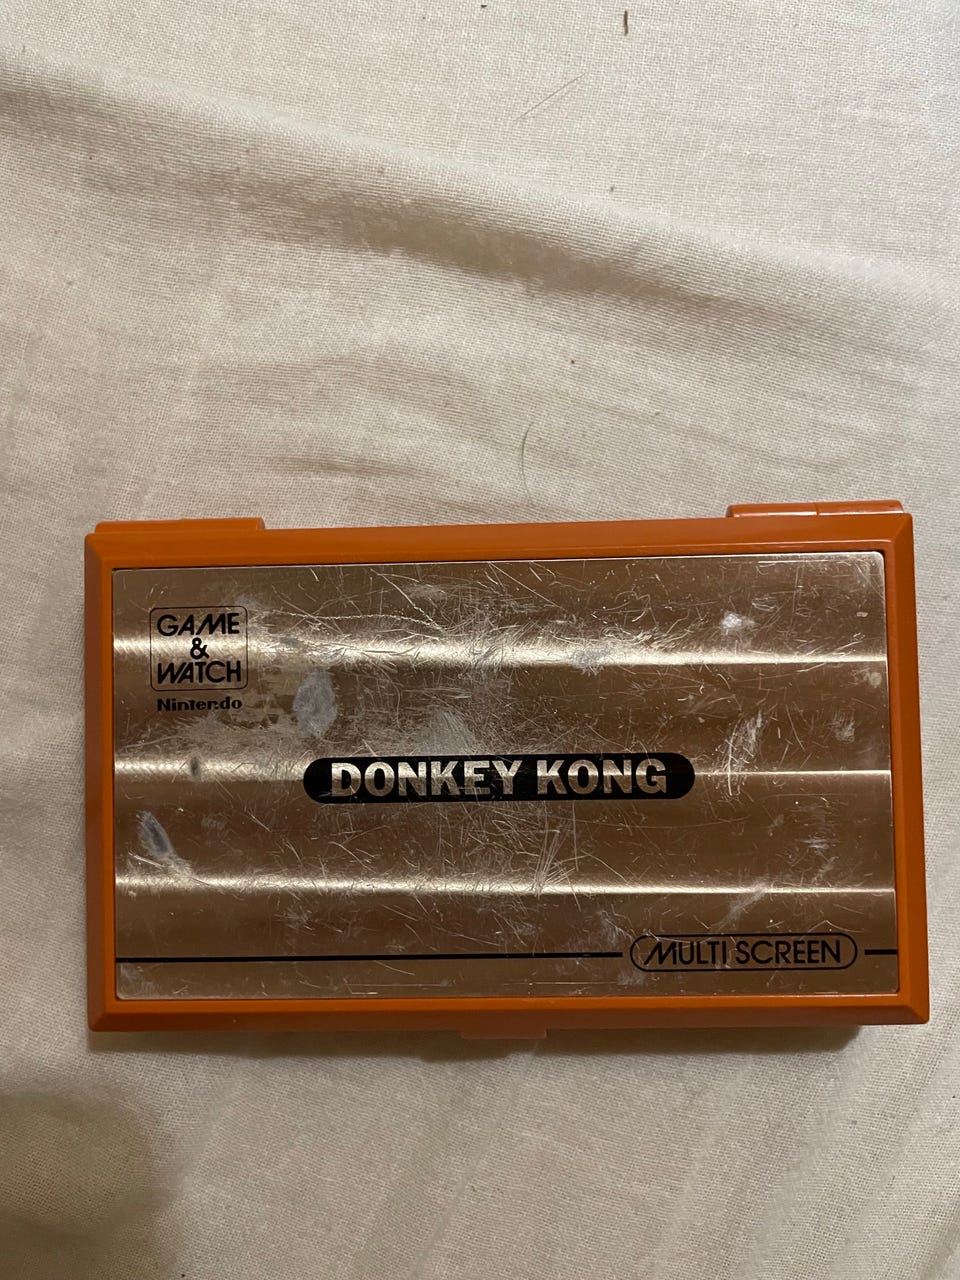 GAME
&
WATCH
Nintendo
DONKEY KONG
MULTI SCREEN